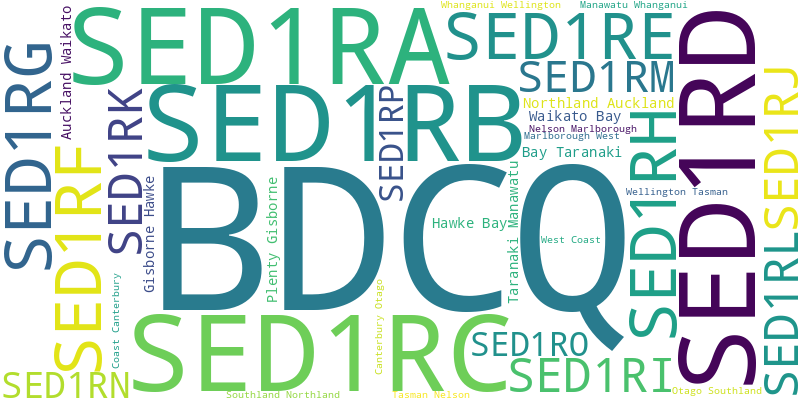 Whanganui Wellington
Manawatu Whanganui
SED1RA
SED1RE
SED1RD
SED1RG
Auckland Waikato
SED1RM
SED1RJ
Northland Auckland
SED1RK
SED1RB
SED1RP
Waikato Bay
Nelson Marlborough
Marlborough West
SED1RH
SED1RF
Bay Taranaki
BDCQ
Gisborne Hawke
Plenty Gisborne
Taranaki Manawatu
Wellington Tasman
Hawke Bay
West Coast
SED1RL
Coast Canterbury
Canterbury Otago
SED1RC
SED1RO
SED1RI
SED1RN
Southland Northland
Tasman Nelson
Otago Southland